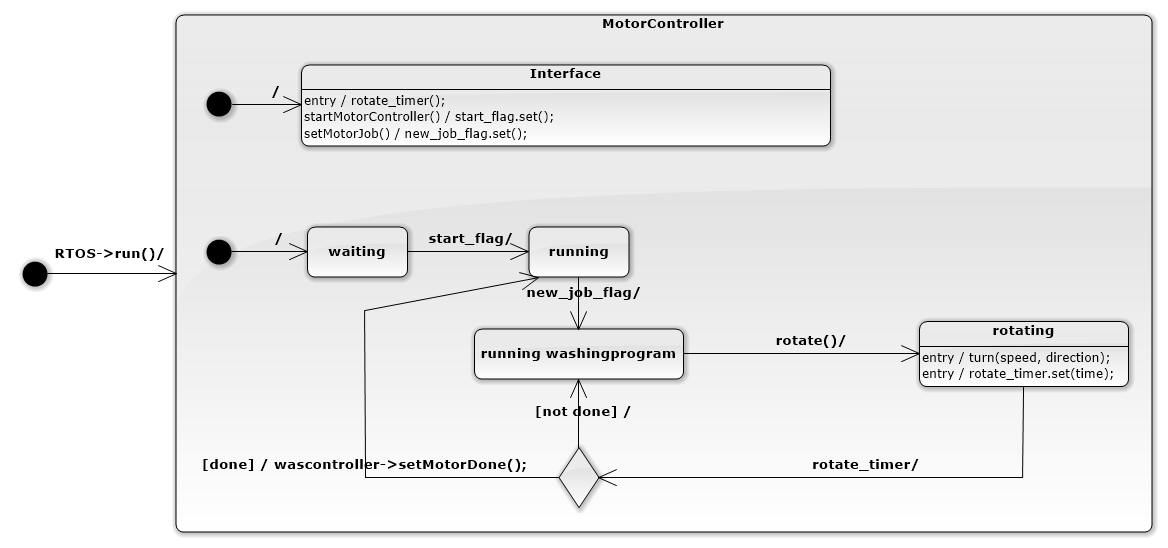 MotorController
Interface
/
entry / rotate_timer();
startMotorController() / start_flag.set();
setMotorJob() / new_job_flag.set();
RTOS->run()/
/
waiting
start_flag/
running
new_job_flag/
running washingprogram
rotate()/
rotating
entry / turn(speed, direction);
entry / rotate_timer.set(time);
[not done] /
[done] / wascontroller->setMotorDone();
rotate_timer/